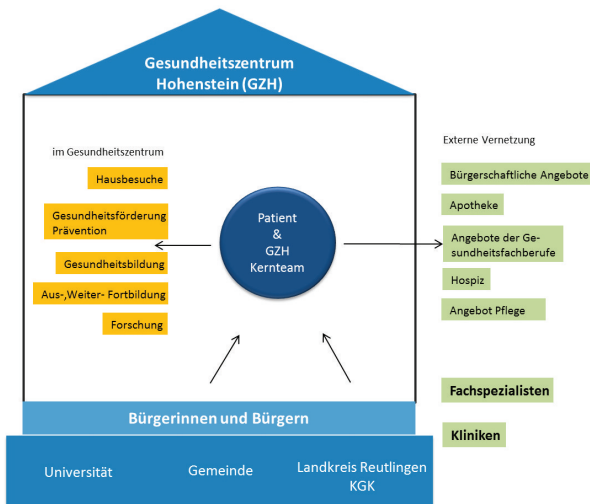 Gesundheitszentrum
Hohenstein (GZH)
im Gesundheitszentrum
Hausbesuche
Gesundheitsförderung
Prävention
Gesundheitsbildung
Aus-,Weiter- Fortbildung
Forschung
Patient
&
GZH
Kernteam
Externe Vernetzung
Bürgerschaftliche Angebote
Apotheke
Angebote der Ge-
sundheitsfachberufe
Hospiz
Angebot Pflege
Fachspezialisten
Kliniken
Bürgerinnen und Bürgern
Universität
Gemeinde
Landkreis Reutlingen
KGK